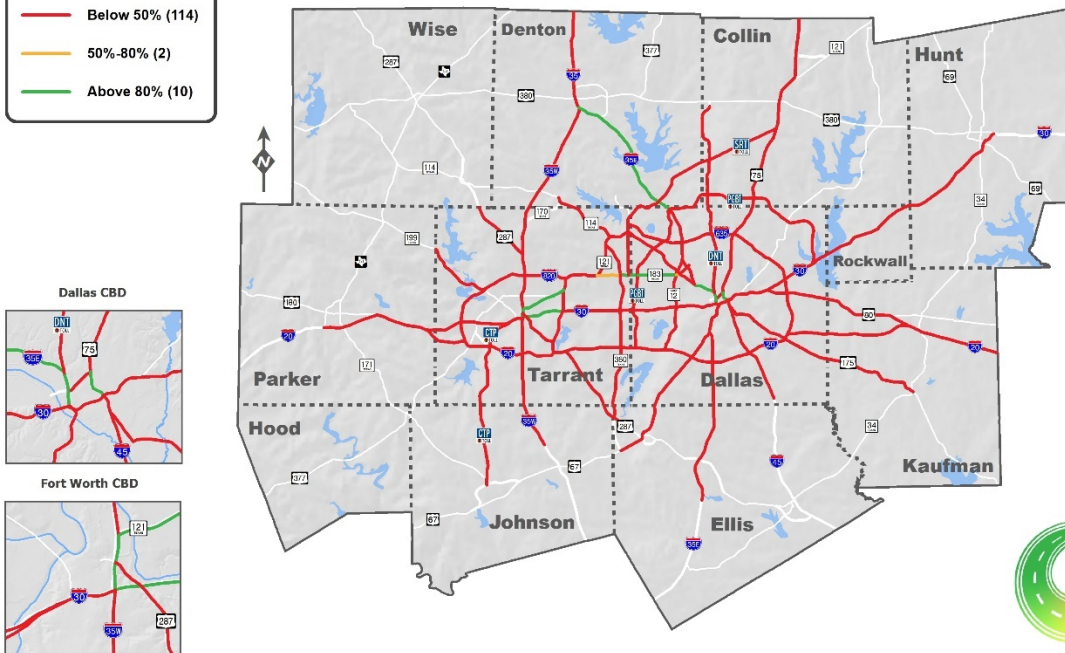 Below 50% (114)
50%-80% (2)
Above 80% (10)
Wise
Denton
Collin
Hunt
377
121
287
35
69
380
380
30
SRT
35E
114
35W
75
69
34
DCBT
170
114
199
287
635
DNT
Rockwall
121
183
820
30
PGBT
12
180
30
80
20
CTP
20
20
20
171
360
175
Parker
Tarrant
Dallas
Hood
35W
287
34
CTP
45
67
Kaufman
377
67
Johnson
Ellis
35E
N
Dallas CBD
DNT
75
35E
30
45
Fort Worth CBD
121
30
35W
287